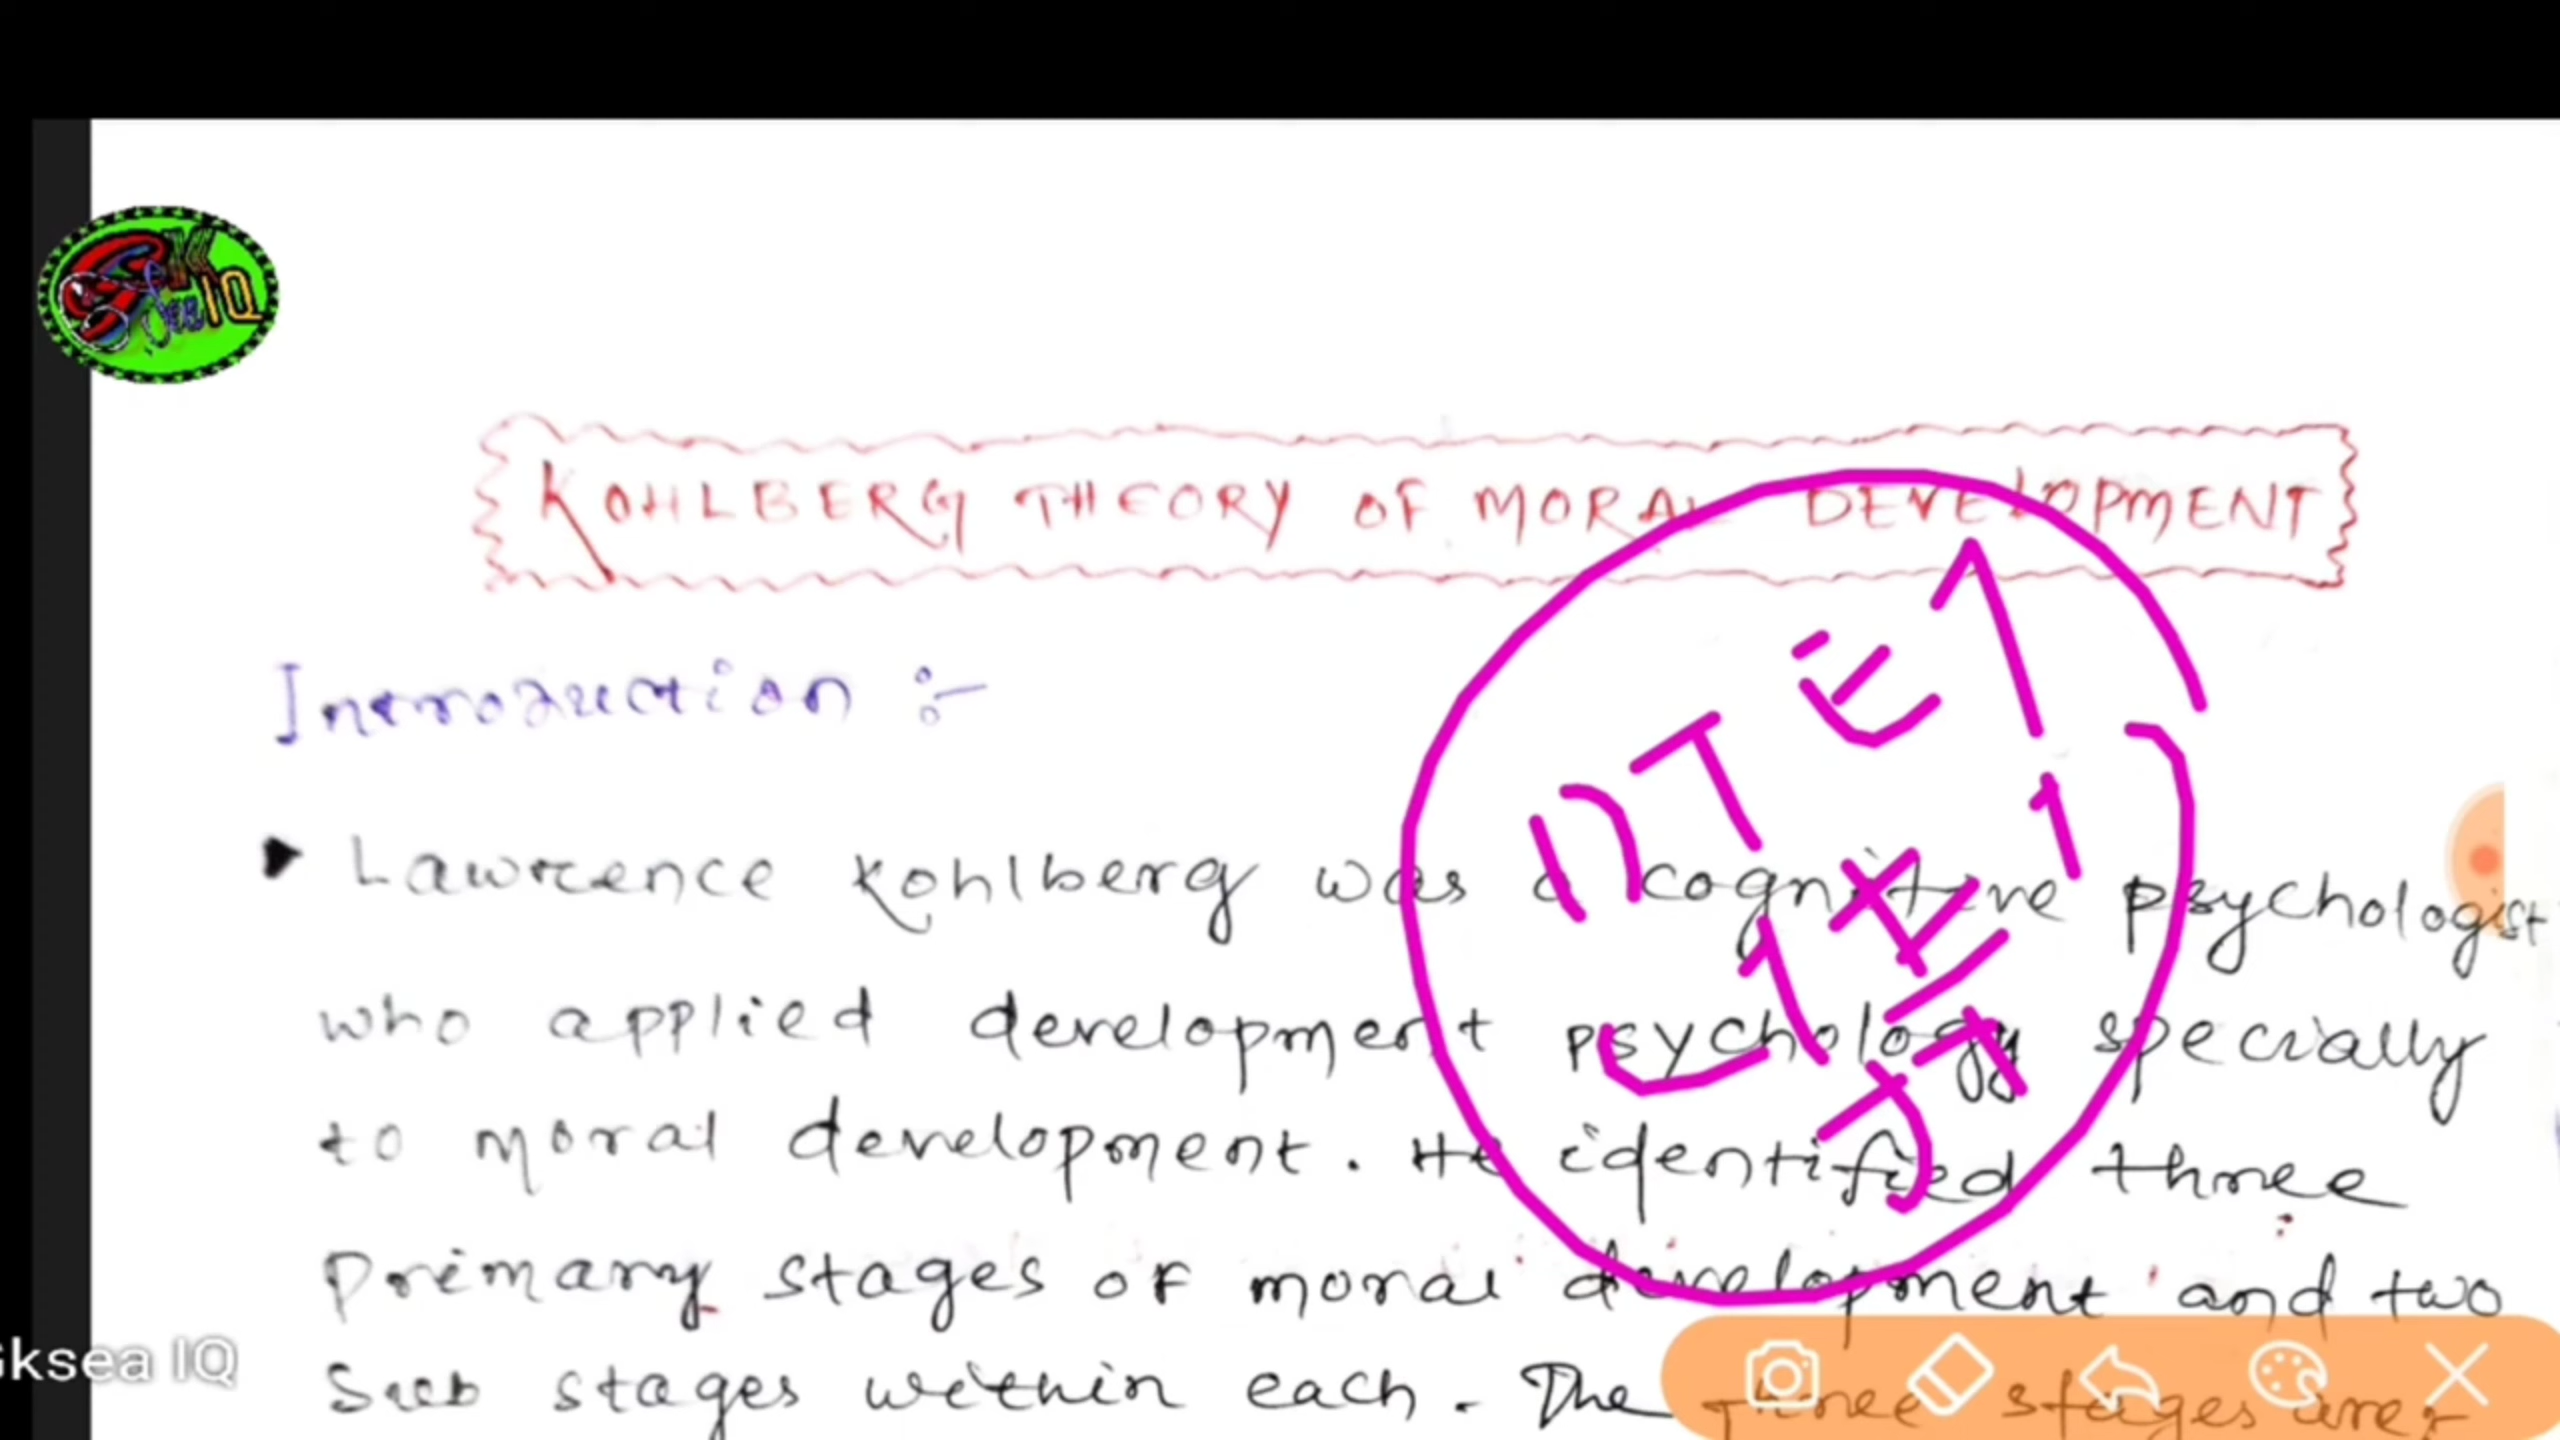 KOHLBERG THEORY OF MORAL DEVELOPMENT
Introduction :-
Lawrence Kohlberg was a cognitive psychologist
who applied development psychology specially
to moral development. He identified three
Primary stages of moral development and two
Sub stages within each. The three stages are:-
Gksea IQ